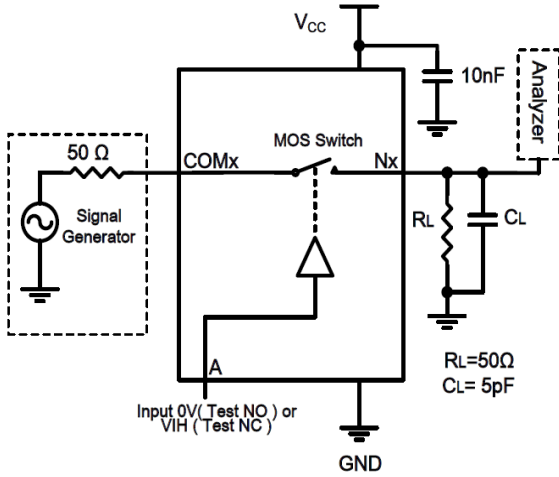 VCC
10nF
Analyzer
MOS Switch
50 Ω
COMx
Nx
Signal
Generator
RL
CL
A
RL=50Ω
CL= 5pF
Input 0V( Test NO ) or
VIH ( Test NC )
GND